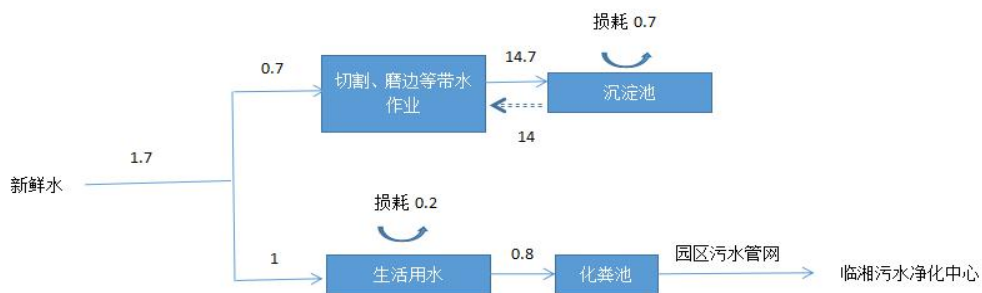 损耗 0.7
0.7
切割、磨边等带水
作业
14.7
沉淀池
14
1.7
新鲜水
损耗 0.2
1
生活用水
0.8
化粪池
园区污水管网
临湘污水净化中心